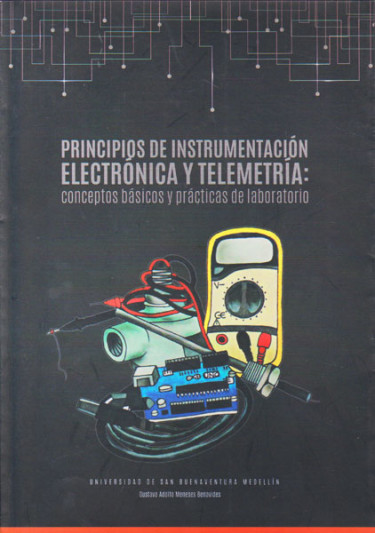 PRINCIPIOS DE INSTRUMENTACIÓN
ELECTRÓNICA Y TELEMETRÍA:
conceptos básicos y prácticas de laboratorio
UNIVERSIDAD DE SAN BUENAVENTURA MEDELLÍN
Gustavo Adolfo Meneses Benavides